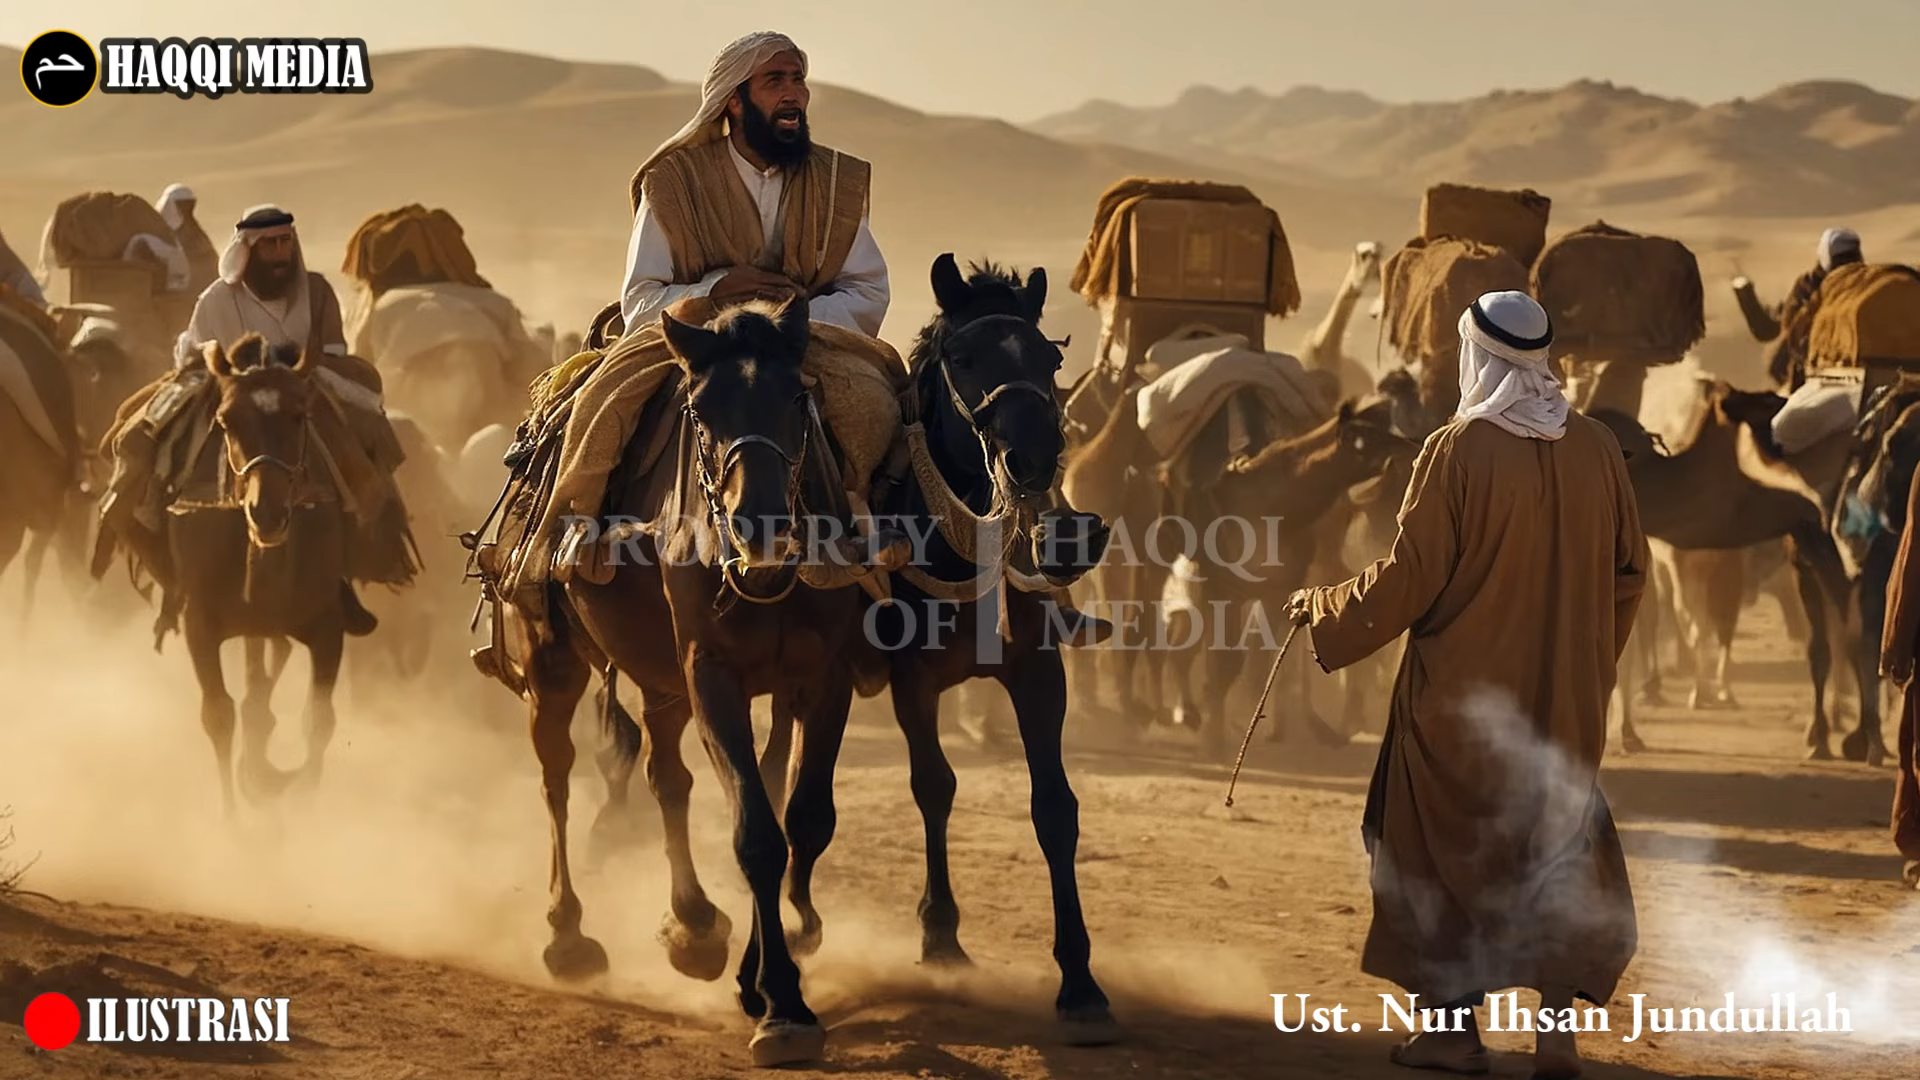 حم HAQQI MEDIA
PROPERTY HAQQI
OF MEDIA
ILUSTRASI
Ust. Nur Ihsan Jundullah